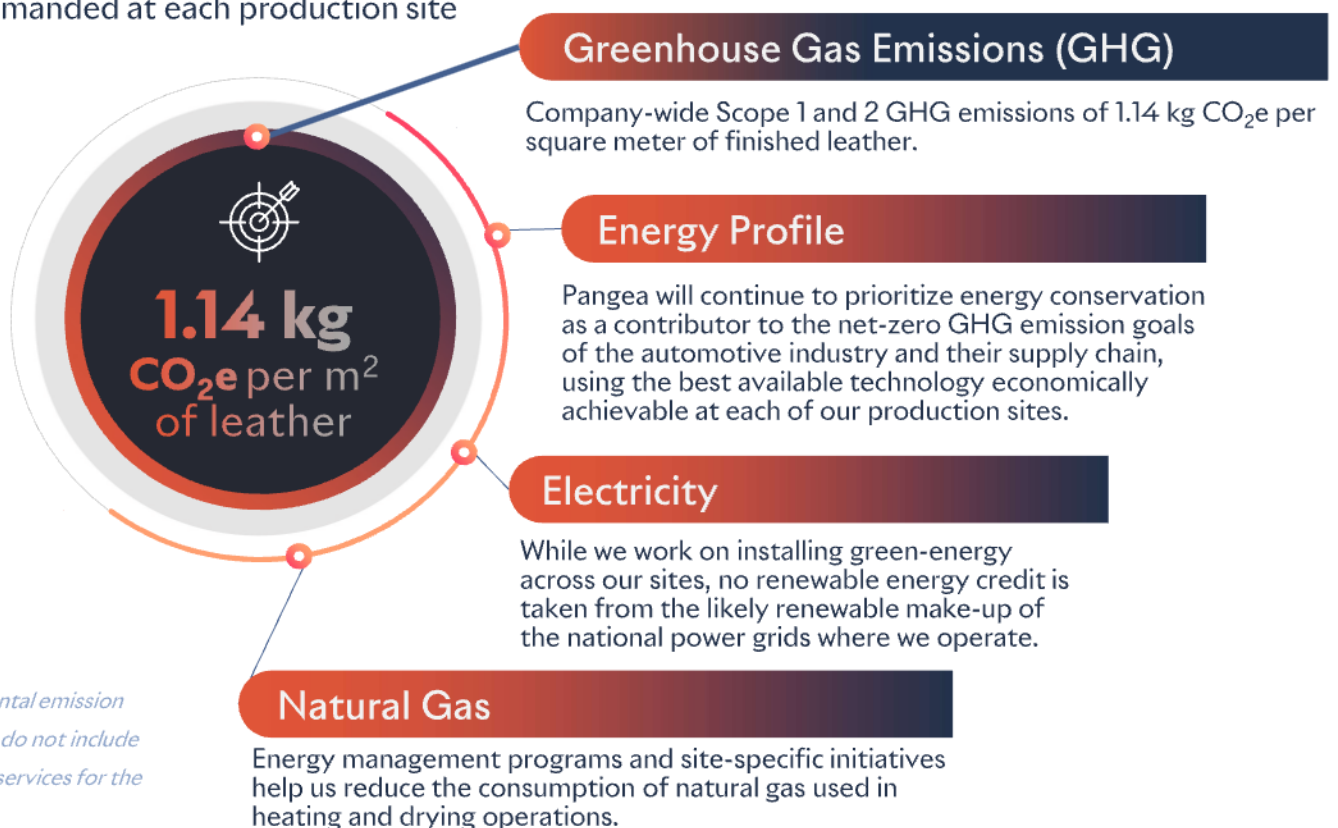 manded at each production site
Greenhouse Gas Emissions (GHG)
Company-wide Scope 1 and 2 GHG emissions of 1.14 kg CO₂e per
square meter of finished leather.
1.14 kg
CO₂e per m²
of leather
Energy Profile
Pangea will continue to prioritize energy conservation
as a contributor to the net-zero GHG emission goals
of the automotive industry and their supply chain,
using the best available technology economically
achievable at each of our production sites.
Electricity
While we work on installing green-energy
across our sites, no renewable energy credit is
taken from the likely renewable make-up of
the national power grids where we operate.
Natural Gas
Energy management programs and site-specific initiatives
help us reduce the consumption of natural gas used in
heating and drying operations.
ntal emission
do not include
services for the